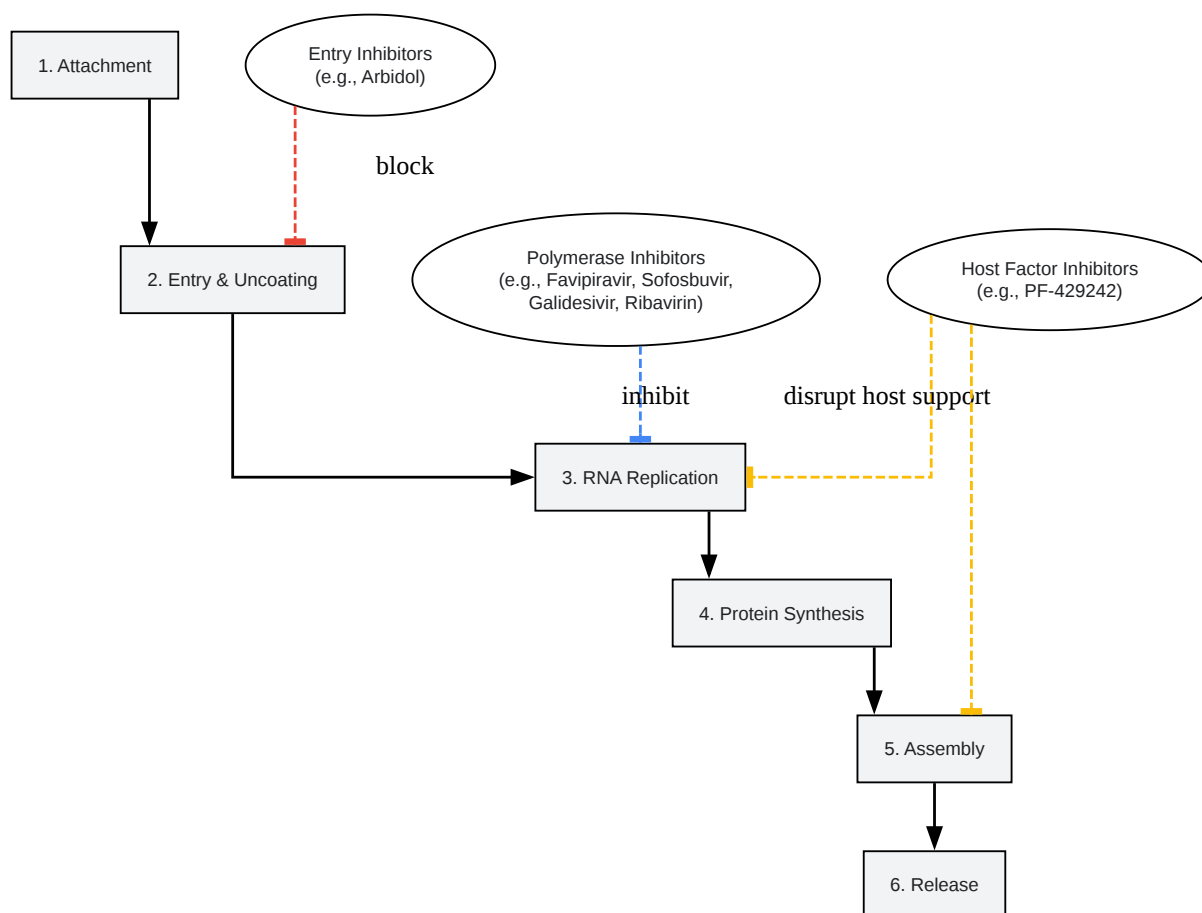 1. Attachment
Entry Inhibitors
(e.g., Arbidol)
block
2. Entry & Uncoating
Polymerase Inhibitors
(e.g., Favipiravir, Sofosbuvir,
Galidesivir, Ribavirin)
Host Factor Inhibitors
(e.g., PF-429242)
inhibit
disrupt host support
3. RNA Replication
4. Protein Synthesis
5. Assembly
6. Release